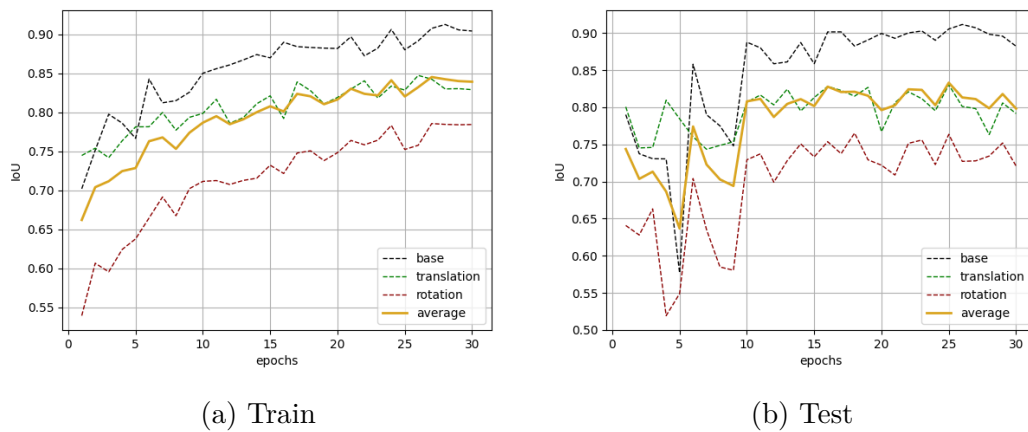 0.90
0.85
0.80
0.75
0.70
0.65
0.60
0.55
IoU
0 5 10 15 20 25 30
epochs
base
translation
rotation
average
(a) Train
0.90
0.85
0.80
0.75
0.70
0.65
0.60
0.55
0.50
IoU
0 5 10 15 20 25 30
epochs
base
translation
rotation
average
(b) Test